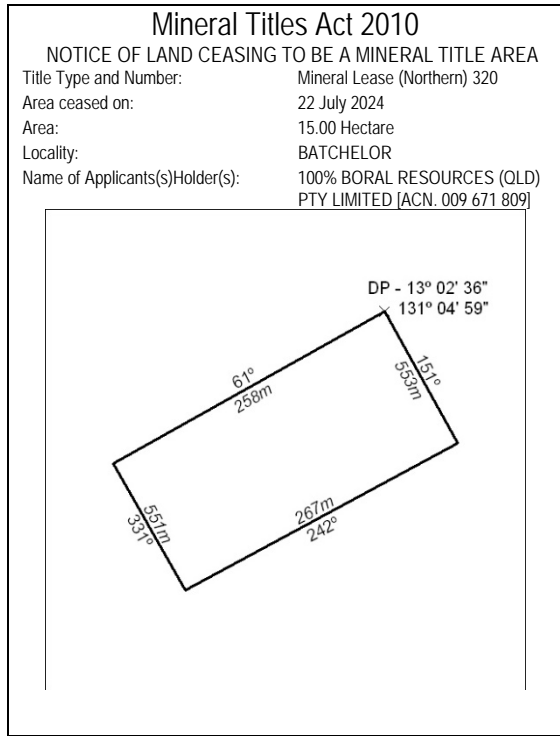 Mineral Titles Act 2010
NOTICE OF LAND CEASING TO BE A MINERAL TITLE AREA
Title Type and Number: Mineral Lease (Northern) 320
Area ceased on: 22 July 2024
Area: 15.00 Hectare
Locality: BATCHELOR
Name of Applicants(s)Holder(s): 100% BORAL RESOURCES (QLD)
PTY LIMITED [ACN. 009 671 809]
DP - 13º 02' 36"
131º 04' 59"
61º
258m
151º
553m
551m
331º
267m
242º